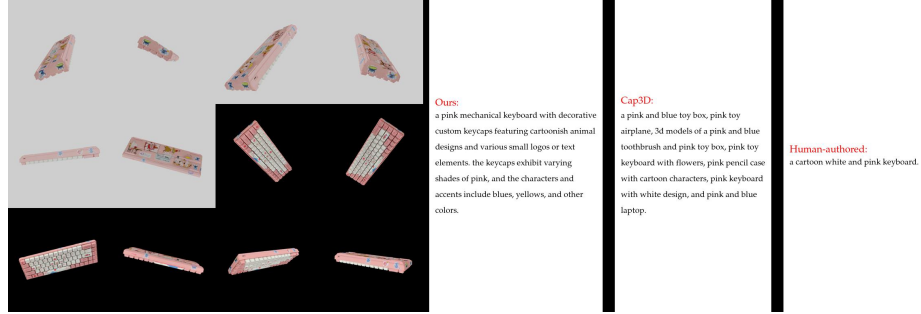 Ours:
a pink mechanical keyboard with decorative
custom keycaps featuring cartoonish animal
designs and various small logos or text
elements. the keycaps exhibit varying
shades of pink, and the characters and
accents include blues, yellows, and other
colors.
Cap3D:
a pink and blue toy box, pink toy
airplane, 3d models of a pink and blue
toothbrush and pink toy box, pink toy
keyboard with flowers, pink pencil case
with cartoon characters, pink keyboard
with white design, and pink and blue
laptop.
Human-authored:
a cartoon white and pink keyboard.